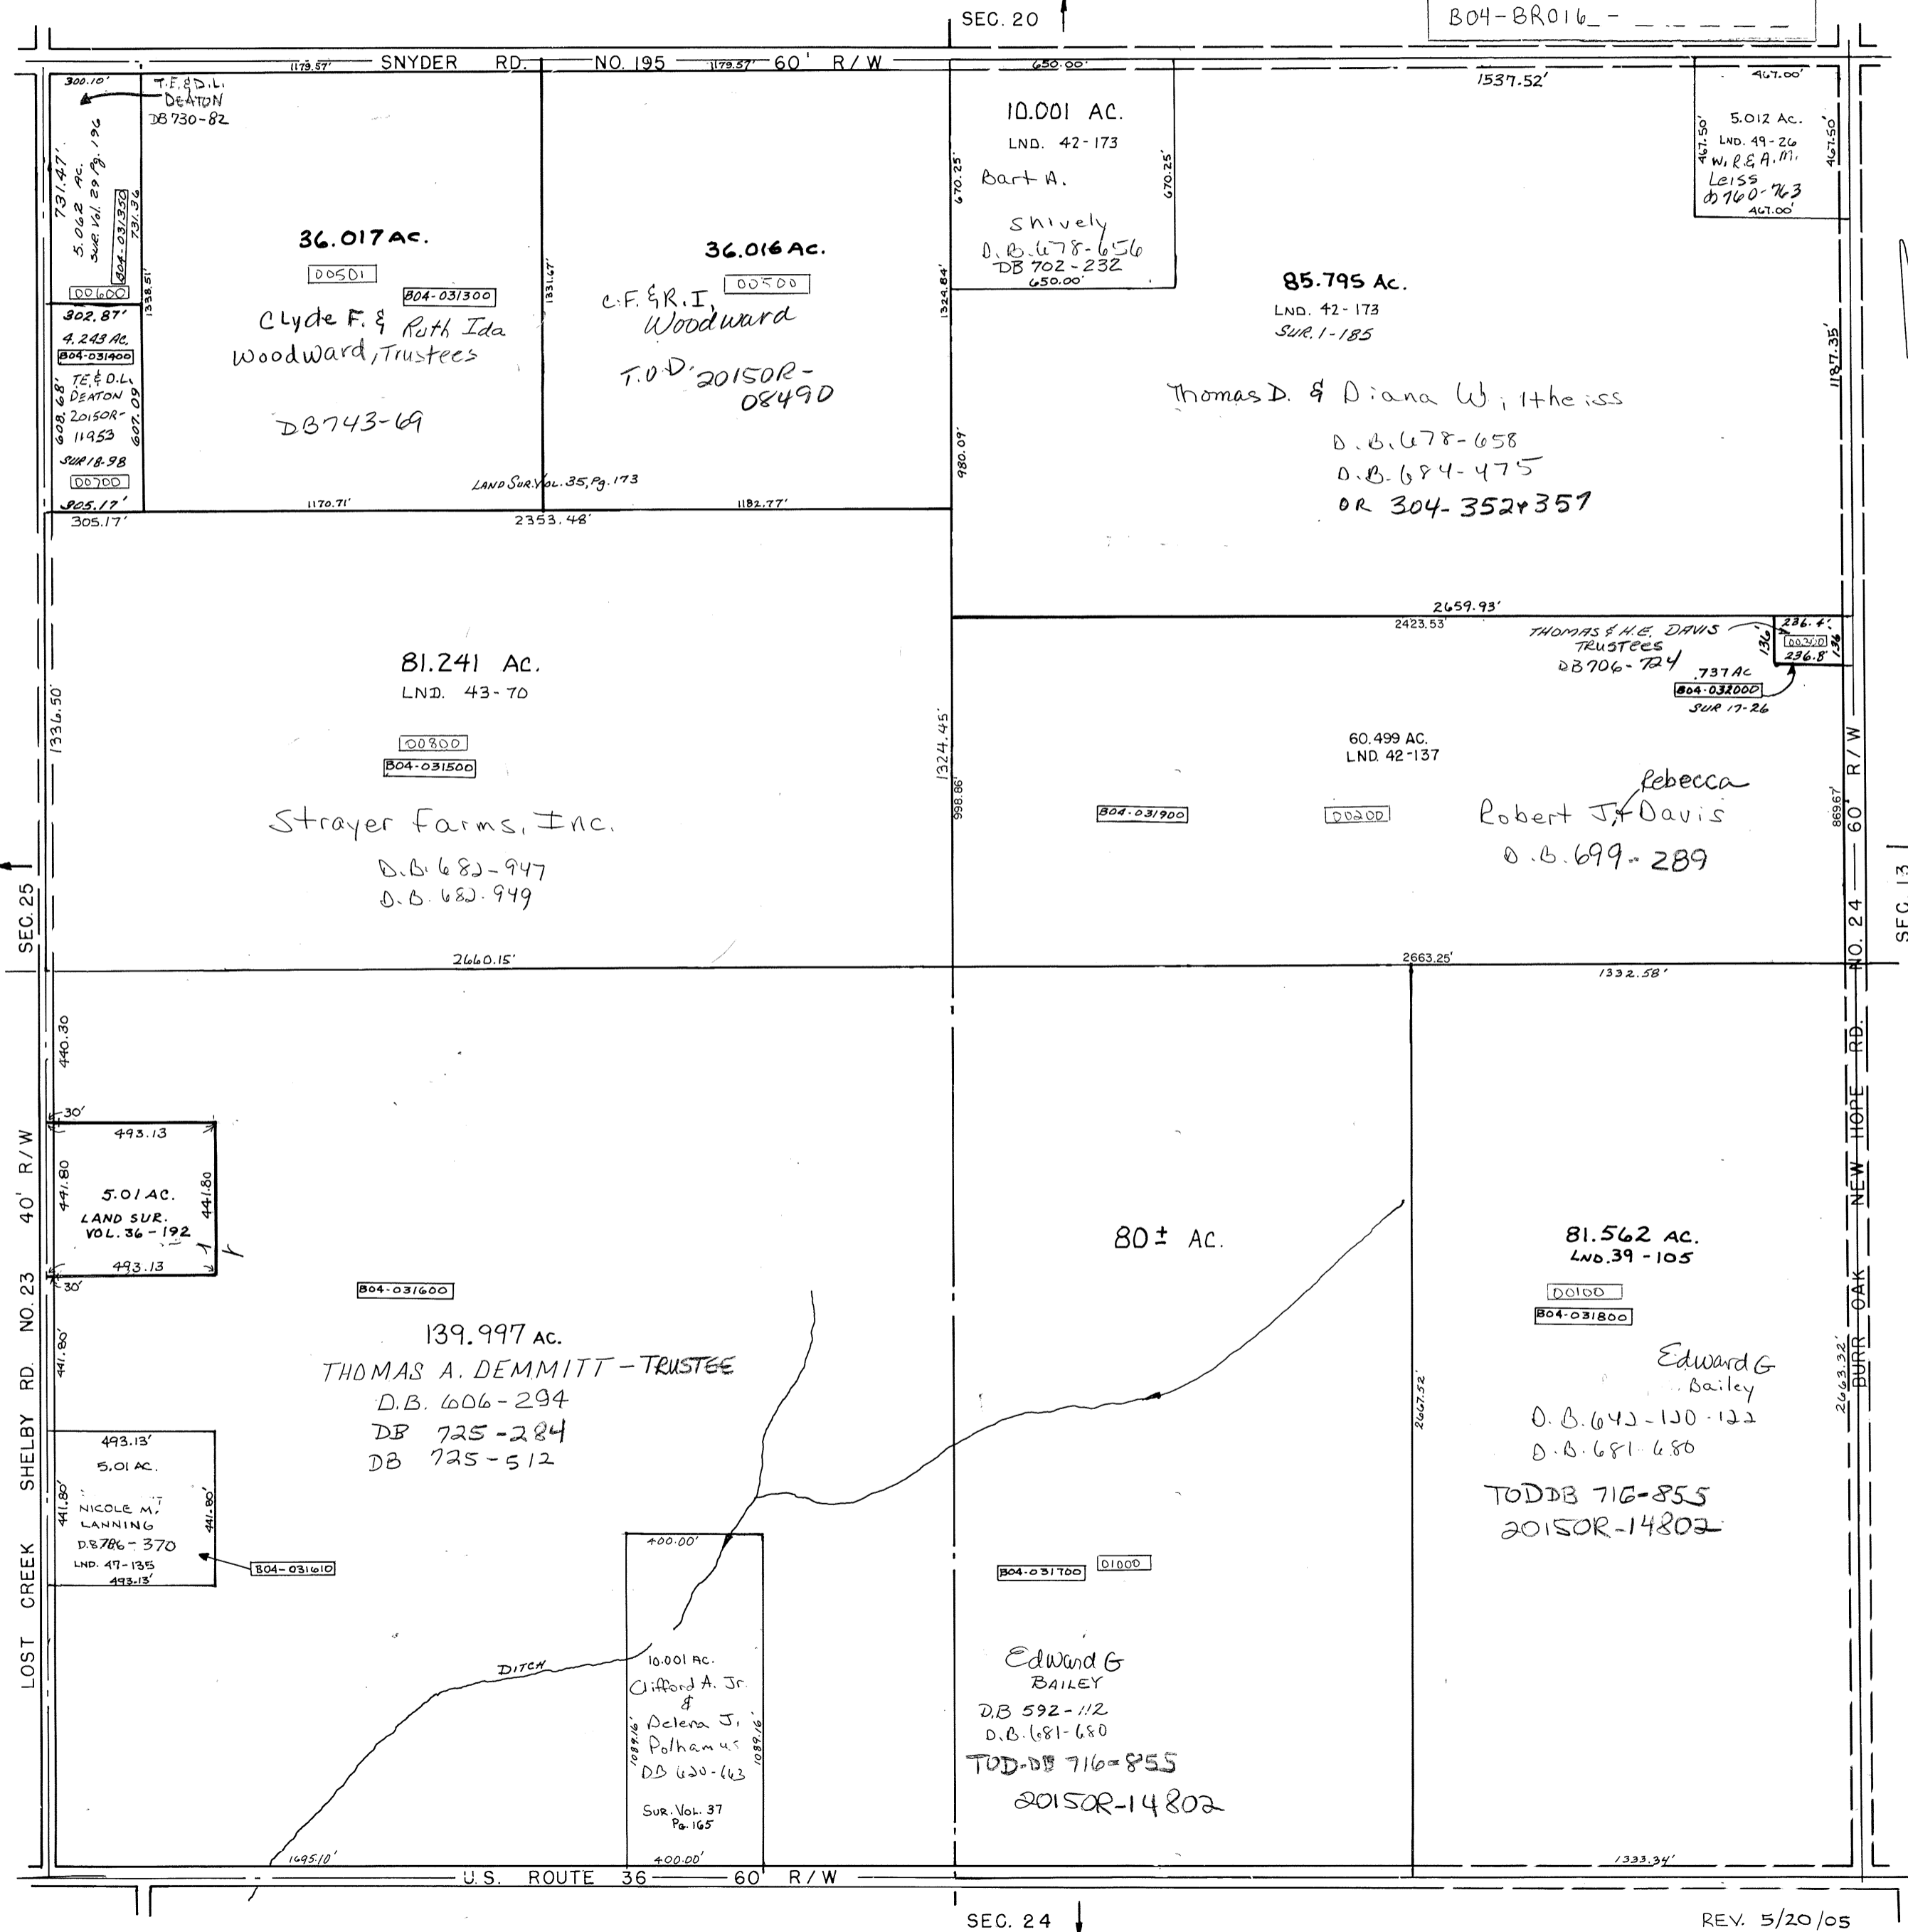 SEC. 20
B04-BR016_-_ _ _ _ _
SNYDER RD. NO. 195 60' R/W
1179.57'
1179.57'
650.00'
1537.52'
467.00'
300.10'
T.E. & D.L.
DEATON
DB 730-82
731.47'
5.062 AC.
SUR. Vol. 29 Pg. 196
B04-031350
731.36
00600
1338.51'
302.87'
4.243 AC.
B04-031400
T.E. & D.L.
DEATON
2015OR-
11953
SUR 18-98
00700
608.68'
607.09'
305.17'
305.17'
36.017 AC.
00501
B04-031300
Clyde F. & Ruth Ida
Woodward, Trustees
DB743-69
1331.67'
1170.71'
LAND SUR. VOL. 35, Pg. 173
36.016 AC.
00500
C.F. & R.I.
Woodward
T.O.D. 2015OR-
08490
1182.77'
2353.48'
1324.84'
670.25'
980.09'
10.001 AC.
LND. 42-173
Bart A.
Shively
D.B. 678-656
DB 702-232
650.00'
670.25'
85.795 AC.
LND. 42-173
SUR. 1-185
Thomas D. & Diana Wiltheiss
D.B. 678-658
D.B. 684-475
OR 304-352+357
467.50'
5.012 AC.
LND. 49-26
W.R. & A.M.
Leiss
760-763
467.00'
467.50'
1187.35'
2659.93'
2423.53'
THOMAS & H.E. DAVIS
TRUSTEES
DB706-724
236.4'
00300
236.8'
136'
136
.737 AC
B04-032000
SUR 17-26
81.241 AC.
LND. 43-70
00800
B04-031500
Strayer Farms, Inc.
D.B. 682-947
D.B. 682.949
1336.50'
2660.15'
1324.45'
998.86'
60.499 AC.
LND. 42-137
B04-031900
00200
Rebecca
Robert J. & Davis
D.B. 699-289
869.67'
2663.25'
1332.58'
SEC. 25
SEC. 13
440.30
30'
493.13
441.80
441.80
5.01 AC.
LAND SUR.
VOL. 36-192
493.13
30'
441.80'
B04-031600
139.997 AC.
THOMAS A. DEMMITT - TRUSTEE
D.B. 606-294
DB 725-284
DB 725-512
493.13'
5.01 AC.
NICOLE M.
LANNING
D.B786-370
LND. 47-135
493.13'
441.80'
441.80'
B04-031610
DITCH
400.00'
10.001 AC.
Clifford A. Jr.
&
Delena J.
Polhamus
DB 620-663
SUR. VOL. 37
PG. 165
1089.16'
1089.16'
400.00'
1695.10'
80± AC.
B04-031700
01000
Edward G
BAILEY
D.B 592-112
D.B. 681-680
TOD-DB 716-855
2015OR-14802
2667.52'
81.562 AC.
LND. 39-105
00100
B04-031800
Edward G
Bailey
D.B. 642-120-122
D.B. 681-680
TODDB 716-855
2015OR-14802
2663.32'
1333.34'
LOST CREEK SHELBY RD. NO. 23 40' R/W
BURR OAK NEW HOPE RD. NO. 24 60' R/W
U.S. ROUTE 36 60' R/W
SEC. 24
REV. 5/20/05